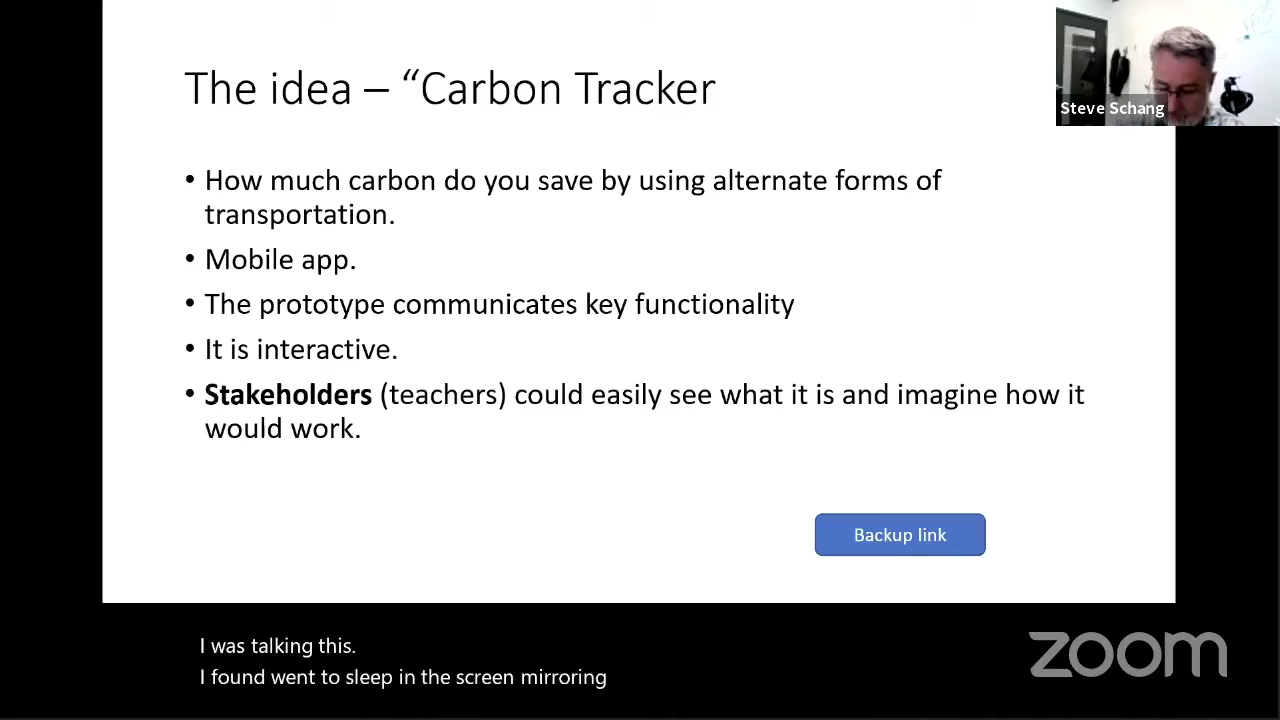 The idea – “Carbon Tracker
Steve Schang
• How much carbon do you save by using alternate forms of
transportation.
• Mobile app.
• The prototype communicates key functionality
• It is interactive.
• Stakeholders (teachers) could easily see what it is and imagine how it
would work.
Backup link
I was talking this.
I found went to sleep in the screen mirroring
zoom